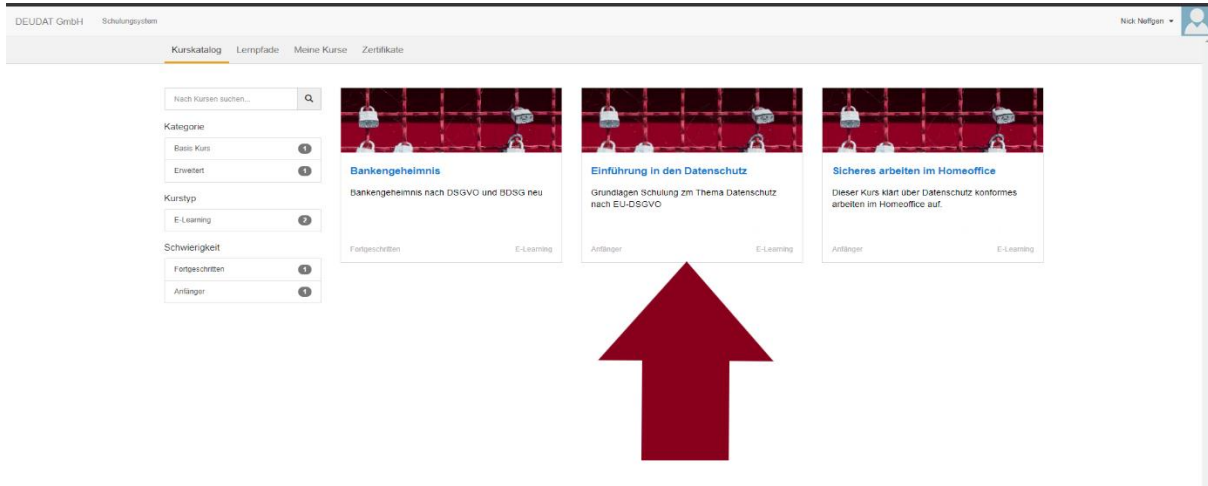 DEUDAT GmbH Schulungsystem
Nick Neffgen
Kurskatalog Lernpfade Meine Kurse Zertifikate
Nach Kursen suchen...
Kategorie
Basis Kurs 1
Erweitert 1
Kurstyp
E-Learning 2
Schwierigkeit
Fortgeschritten 1
Anfänger 1
Bankengeheimnis
Bankengeheimnis nach DSGVO und BDSG neu
Fortgeschritten E-Learning
Einführung in den Datenschutz
Grundlagen Schulung zm Thema Datenschutz
nach EU-DSGVO
Anfänger E-Learning
Sicheres arbeiten im Homeoffice
Dieser Kurs klärt über Datenschutz konformes
arbeiten im Homeoffice auf.
Anfänger E-Learning